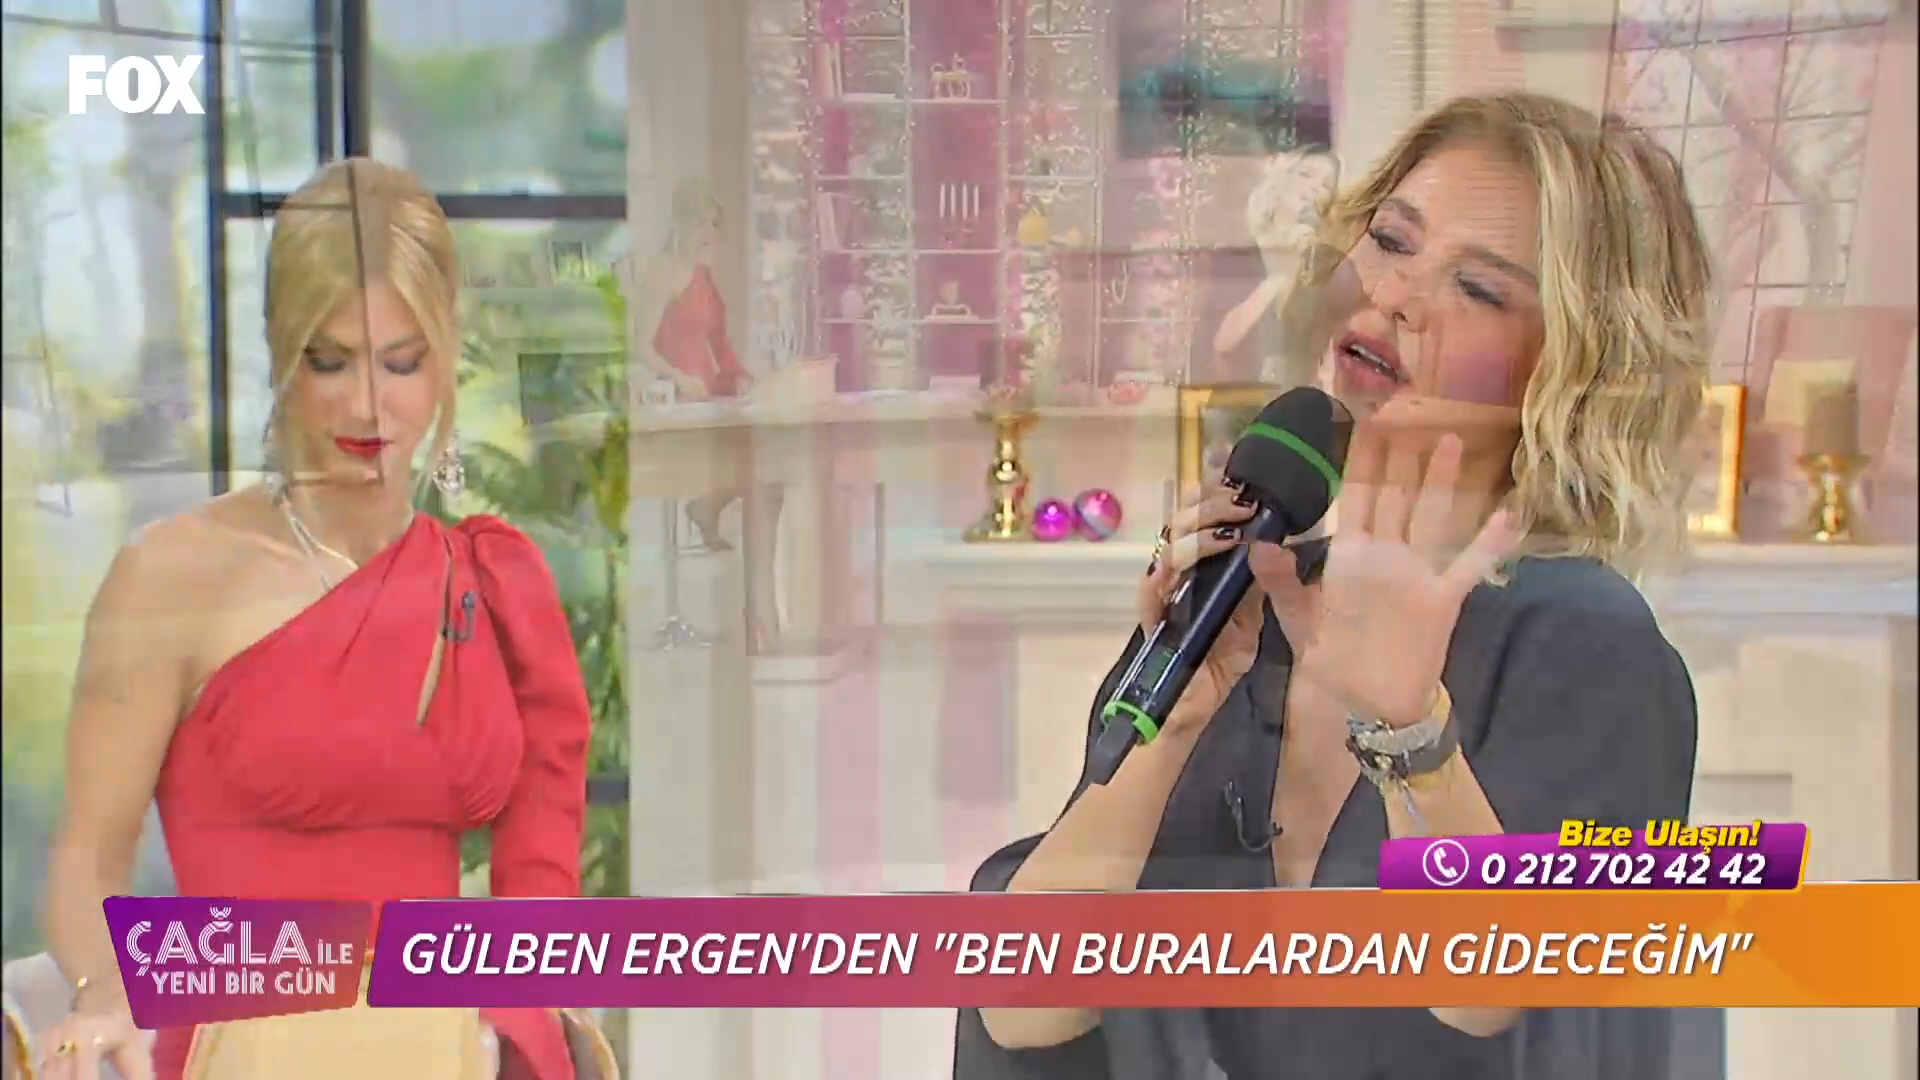 FOX
Bize Ulaşın!
0 212 702 42 42
ÇAĞLA İLE
YENİ BİR GÜN
GÜLBEN ERGEN'DEN "BEN BURALARDAN GİDECEĞİM"